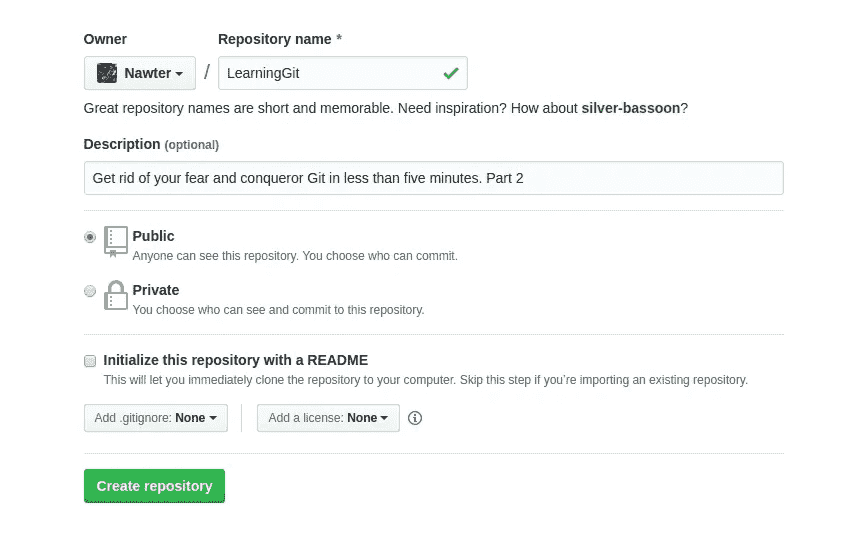 Owner Repository name *
Nawter / LearningGit
Great repository names are short and memorable. Need inspiration? How about silver-bassoon?
Description (optional)
Get rid of your fear and conqueror Git in less than five minutes. Part 2
Public
Anyone can see this repository. You choose who can commit.
Private
You choose who can see and commit to this repository.
Initialize this repository with a README
This will let you immediately clone the repository to your computer. Skip this step if you’re importing an existing repository.
Add .gitignore: None Add a license: None
Create repository